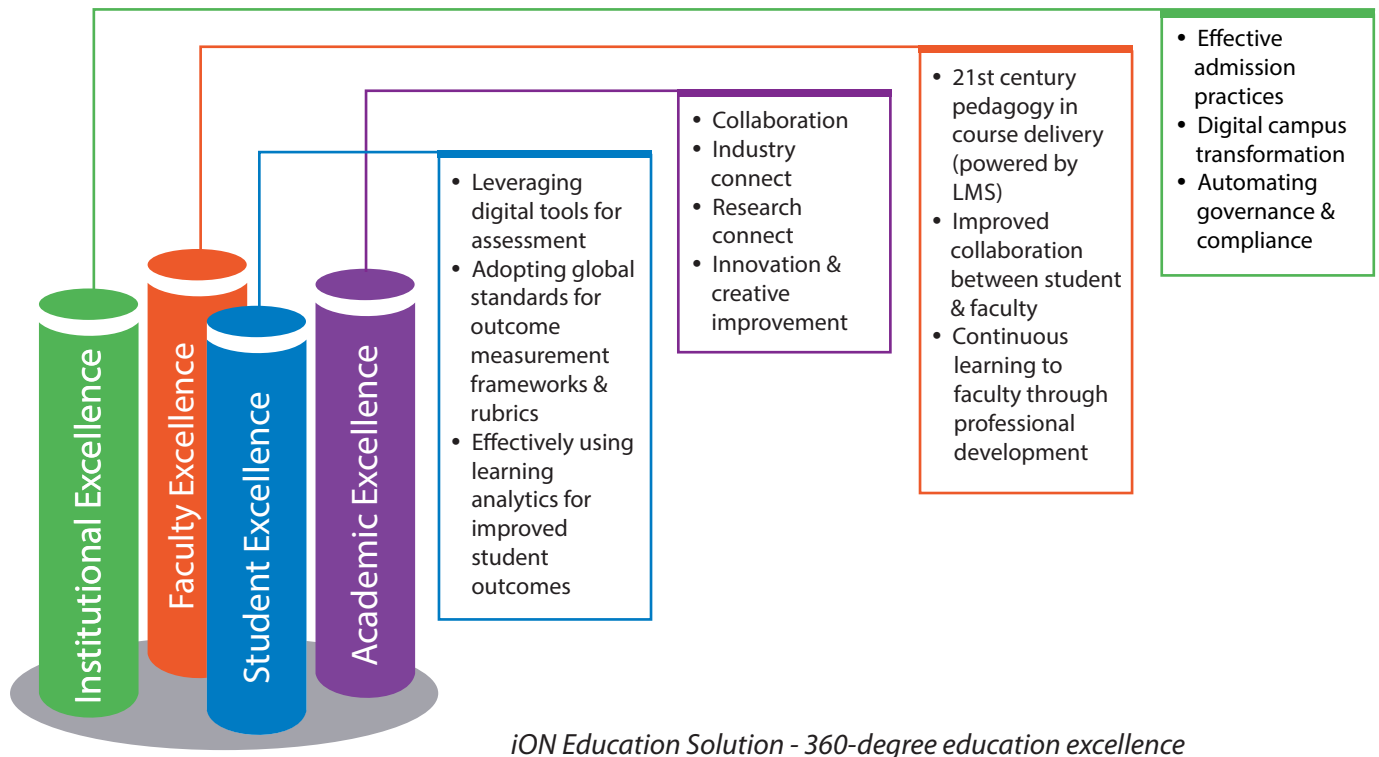 Institutional Excellence
Faculty Excellence
Student Excellence
Academic Excellence
• Leveraging
digital tools for
assessment
• Adopting global
standards for
outcome
measurement
frameworks &
rubrics
• Effectively using
learning
analytics for
improved
student
outcomes
• Collaboration
• Industry
connect
• Research
connect
• Innovation &
creative
improvement
• 21st century
pedagogy in
course delivery
(powered by
LMS)
• Improved
collaboration
between student
& faculty
• Continuous
learning to
faculty through
professional
development
• Effective
admission
practices
• Digital campus
transformation
• Automating
governance &
compliance
iON Education Solution - 360-degree education excellence